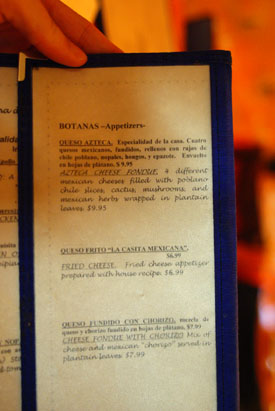 BOTANAS -Appetizers-
QUESO AZTECA. Especialidad de la casa. Cuatro
quesos mexicanos, fundidos, rellenos con rajas de
chile poblano, nopales, hongos, y epazote. Envuelto
en hojas de plátano. $ 9.95
AZTECA CHEESE FONDUE. 4 different
mexican cheeses filled with poblano
chile slices, cactus, mushrooms, and
mexican herbs wrapped in plantain
leaves. $9.95
QUESO FRITO "LA CASITA MEXICANA".
$6.99
FRIED CHEESE. Fried cheese appetizer
prepared with house recipe. $6.99
QUESO FUNDIDO CON CHORIZO, mezcla de
queso y chorizo fundido en hojas de plátano. $7.99
CHEESE FONDUE WITH CHORIZO Mix of
cheese and mexican "chorizo" served in
plantain leaves. $7.99